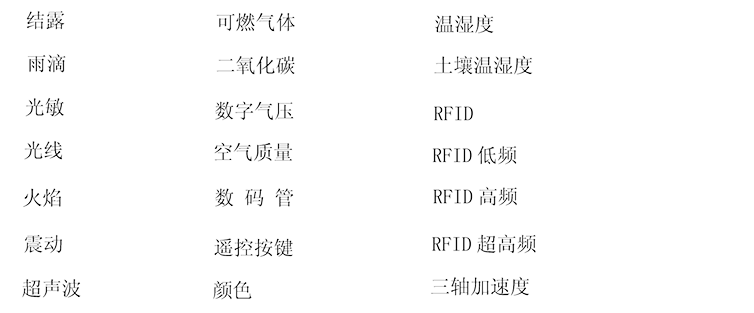 结露 可燃气体 温湿度
雨滴 二氧化碳 土壤温湿度
光敏 数字气压 RFID
光线 空气质量 RFID 低频
火焰 数 码 管 RFID 高频
震动 遥控按键 RFID 超高频
超声波 颜色 三轴加速度